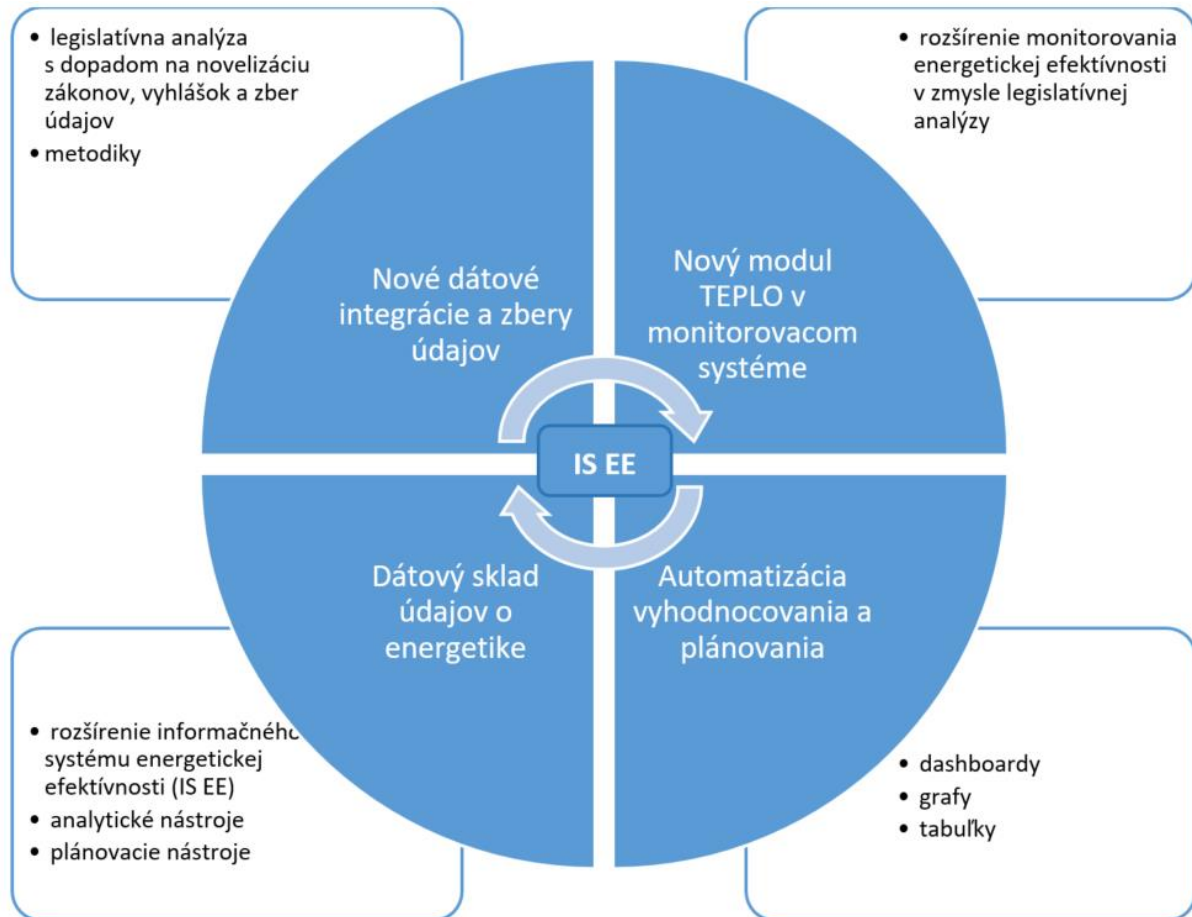 • legislatívna analýza
s dopadom na novelizáciu
zákonov, vyhlášok a zber
údajov
• metodiky
• rozšírenie monitorovania
energetickej efektívnosti
v zmysle legislatívnej
analýzy
Nové dátové
integrácie a zbery
údajov
Nový modul
TEPLO v
monitorovacom
systéme
IS EE
Dátový sklad
údajov o
energetike
Automatizácia
vyhodnocovania a
plánovania
• rozšírenie informačného
systému energetickej
efektívnosti (IS EE)
• analytické nástroje
• plánovacie nástroje
• dashboardy
• grafy
• tabuľky